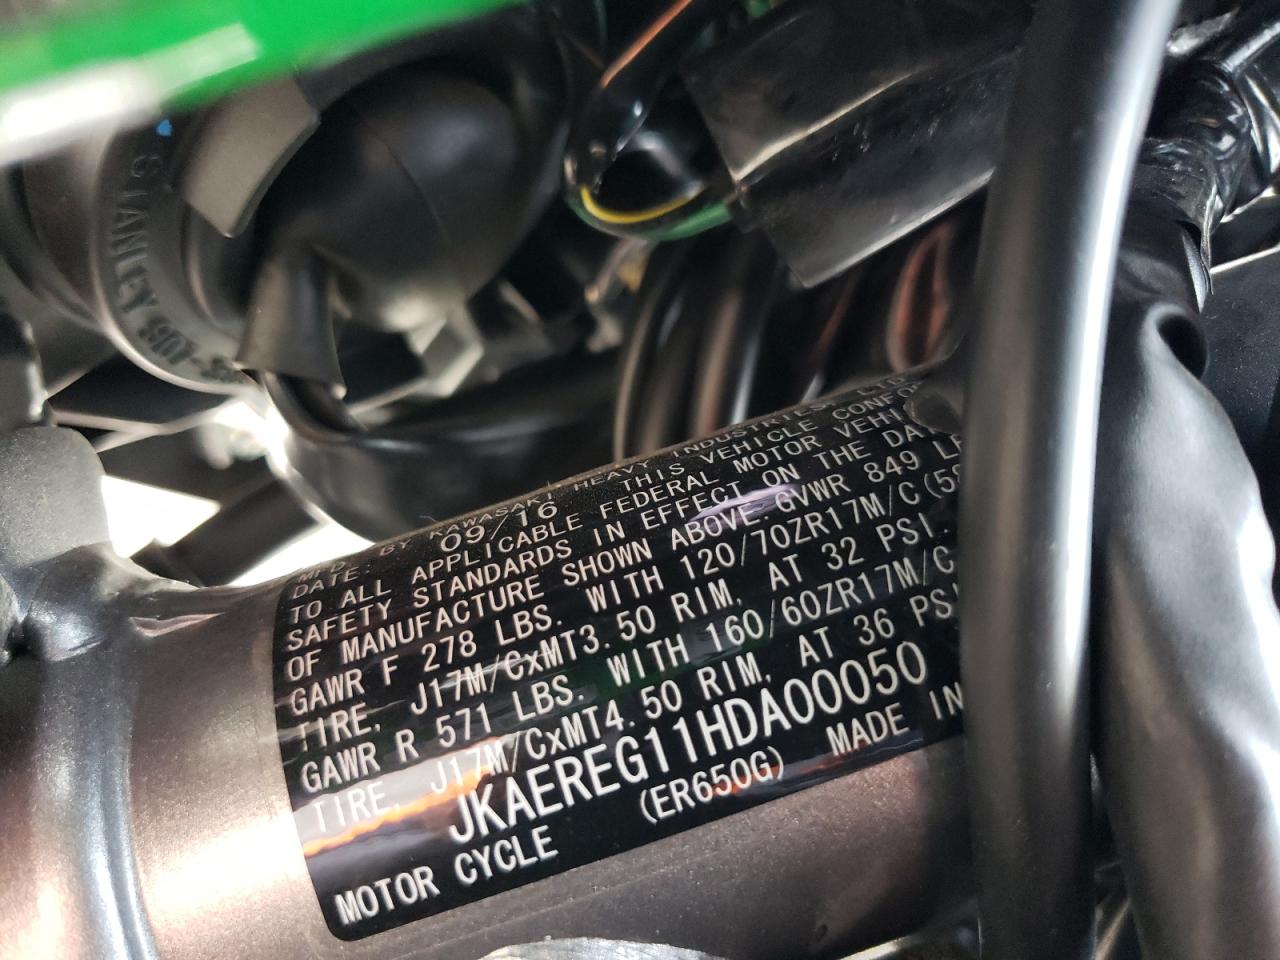 STANLEY
MFD. BY KAWASAKI HEAVY INDUSTRIES, LTD.
DATE: 09/16 THIS VEHICLE CONFO
TO ALL APPLICABLE FEDERAL MOTOR VEHI
SAFETY STANDARDS IN EFFECT ON THE DA
OF MANUFACTURE SHOWN ABOVE. GVWR 849 L
GAWR F 278 LBS. WITH 120/70ZR17M/C (58
TIRE, J17M/CxMT3.50 RIM, AT 32 PSI.
GAWR R 571 LBS. WITH 160/60ZR17M/C
TIRE, J17M/CxMT4.50 RIM, AT 36 PS
JKAEREG11HDA00050
MOTOR CYCLE (ER650G) MADE IN